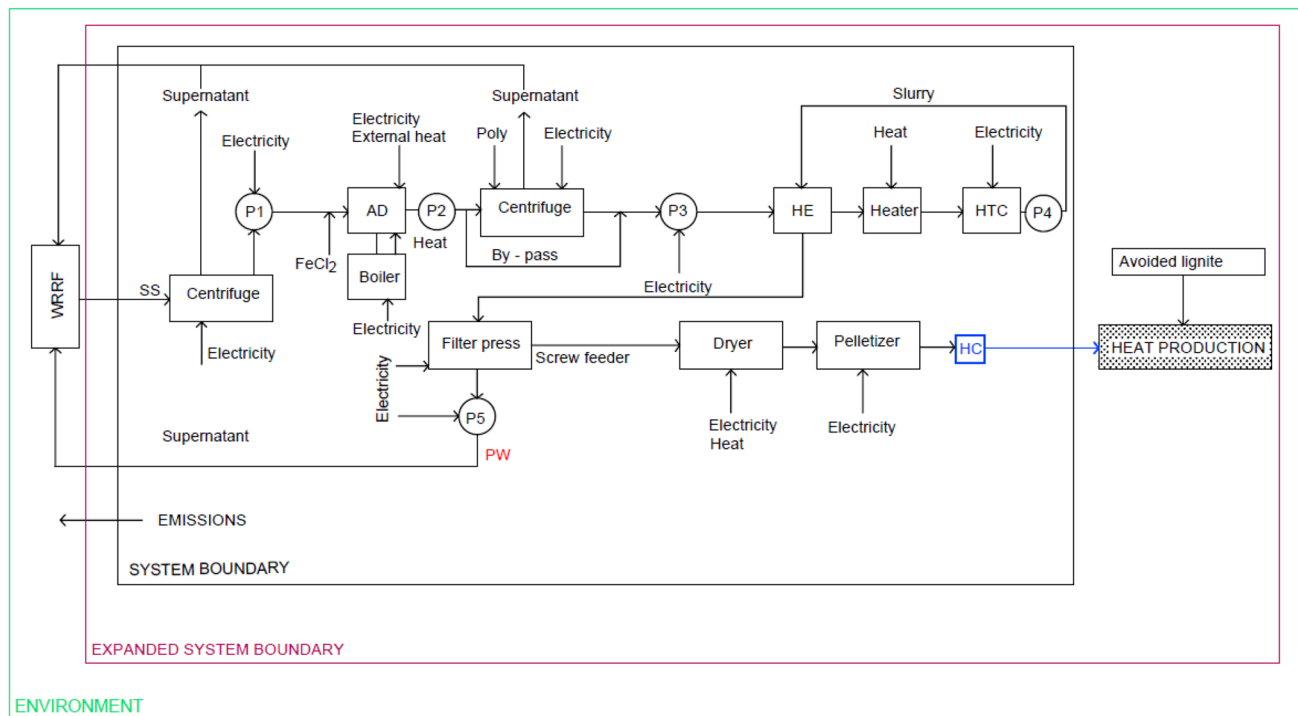 Supernatant
Supernatant
Slurry
Electricity
Electricity
External heat
Poly
Electricity
Heat
Electricity
P1
AD
P2
Centrifuge
P3
HE
Heater
HTC
P4
Heat
By - pass
FeCl2
Boiler
WRRF
SS
Centrifuge
Electricity
Avoided lignite
Electricity
Electricity
Filter press
Screw feeder
Dryer
Pelletizer
HC
HEAT PRODUCTION
Electricity
P5
Electricity
Heat
Electricity
Supernatant
PW
EMISSIONS
SYSTEM BOUNDARY
EXPANDED SYSTEM BOUNDARY
ENVIRONMENT